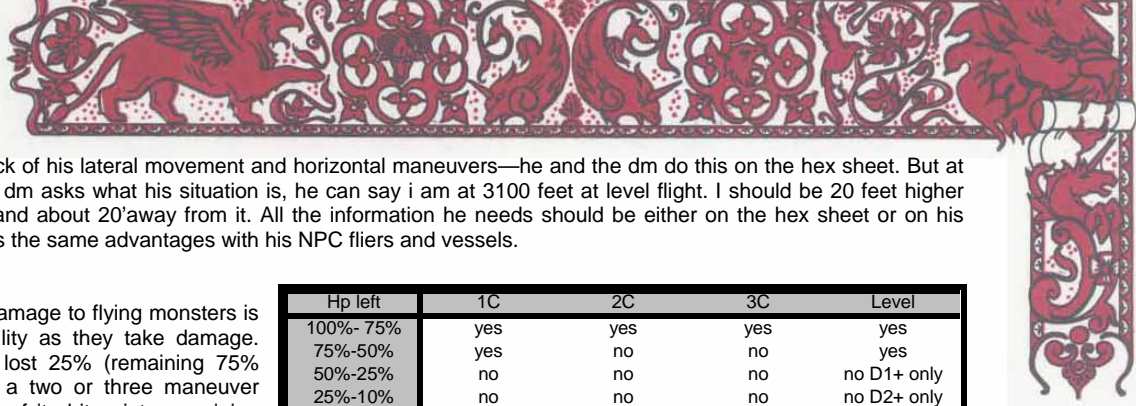 ck of his lateral movement and horizontal maneuvers—he and the dm do this on the hex sheet. But at
dm asks what his situation is, he can say i am at 3100 feet at level flight. I should be 20 feet higher
and about 20'away from it. All the information he needs should be either on the hex sheet or on his
s the same advantages with his NPC fliers and vessels.
amage to flying monsters is
lity as they take damage.
lost 25% (remaining 75%
a two or three maneuver
Hp left 1C 2C 3C Level
100%- 75% yes yes yes yes
75%-50% yes no no yes
50%-25% no no no no D1+ only
25%-10% no no no no D2+ only